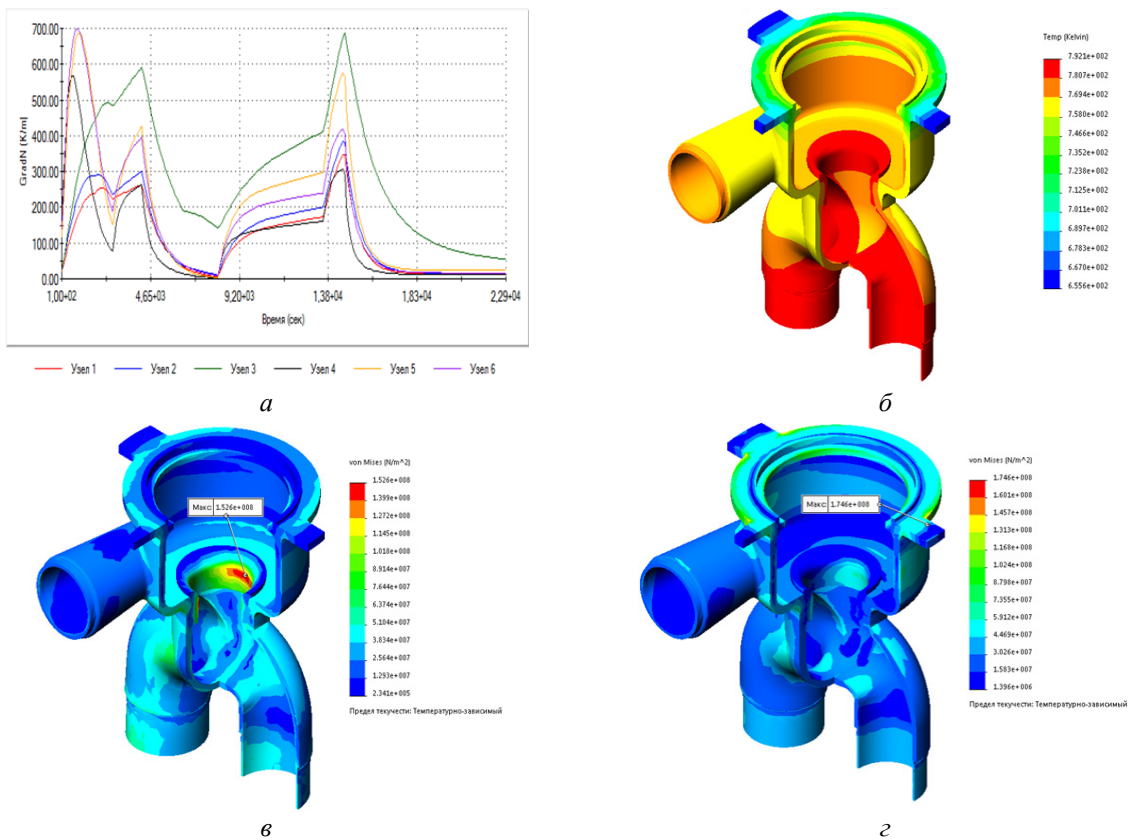 700.00
600.00
500.00
400.00
300.00
200.00
100.00
0.00
GradN (K/m)
1,00+02
4,65+03
9,20+03
1,38+04
1,83+04
2,29+04
Время (сек)
Узел 1
Узел 2
Узел 3
Узел 4
Узел 5
Узел 6
а
Temp (Kelvin)
7.921e+002
7.807e+002
7.694e+002
7.580e+002
7.466e+002
7.352e+002
7.238e+002
7.125e+002
7.011e+002
6.897e+002
6.783e+002
6.670e+002
6.556e+002
б
Макс: 1.526e+008
von Mises (N/m^2)
1.526e+008
1.399e+008
1.272e+008
1.145e+008
1.018e+008
8.914e+007
7.644e+007
6.374e+007
5.104e+007
3.834e+007
2.564e+007
1.293e+007
2.341e+005
Предел текучести: Температурно-зависимый
в
Макс: 1.746e+008
von Mises (N/m^2)
1.746e+008
1.601e+008
1.457e+008
1.313e+008
1.168e+008
1.024e+008
8.798e+007
7.355e+007
5.912e+007
4.469e+007
3.026e+007
1.583e+007
1.396e+006
Предел текучести: Температурно-зависимый
г